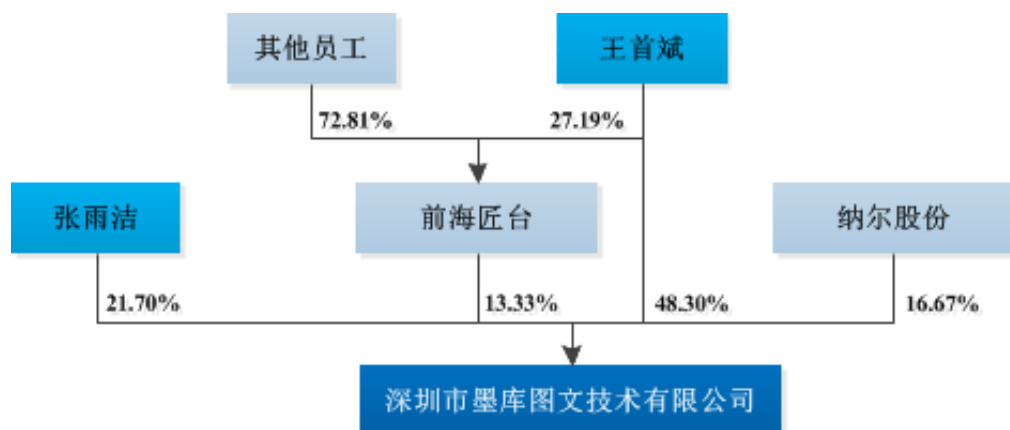 其他员工
王首斌
72.81%
27.19%
张雨洁
前海匠台
纳尔股份
21.70%
13.33%
48.30%
16.67%
深圳市墨库图文技术有限公司